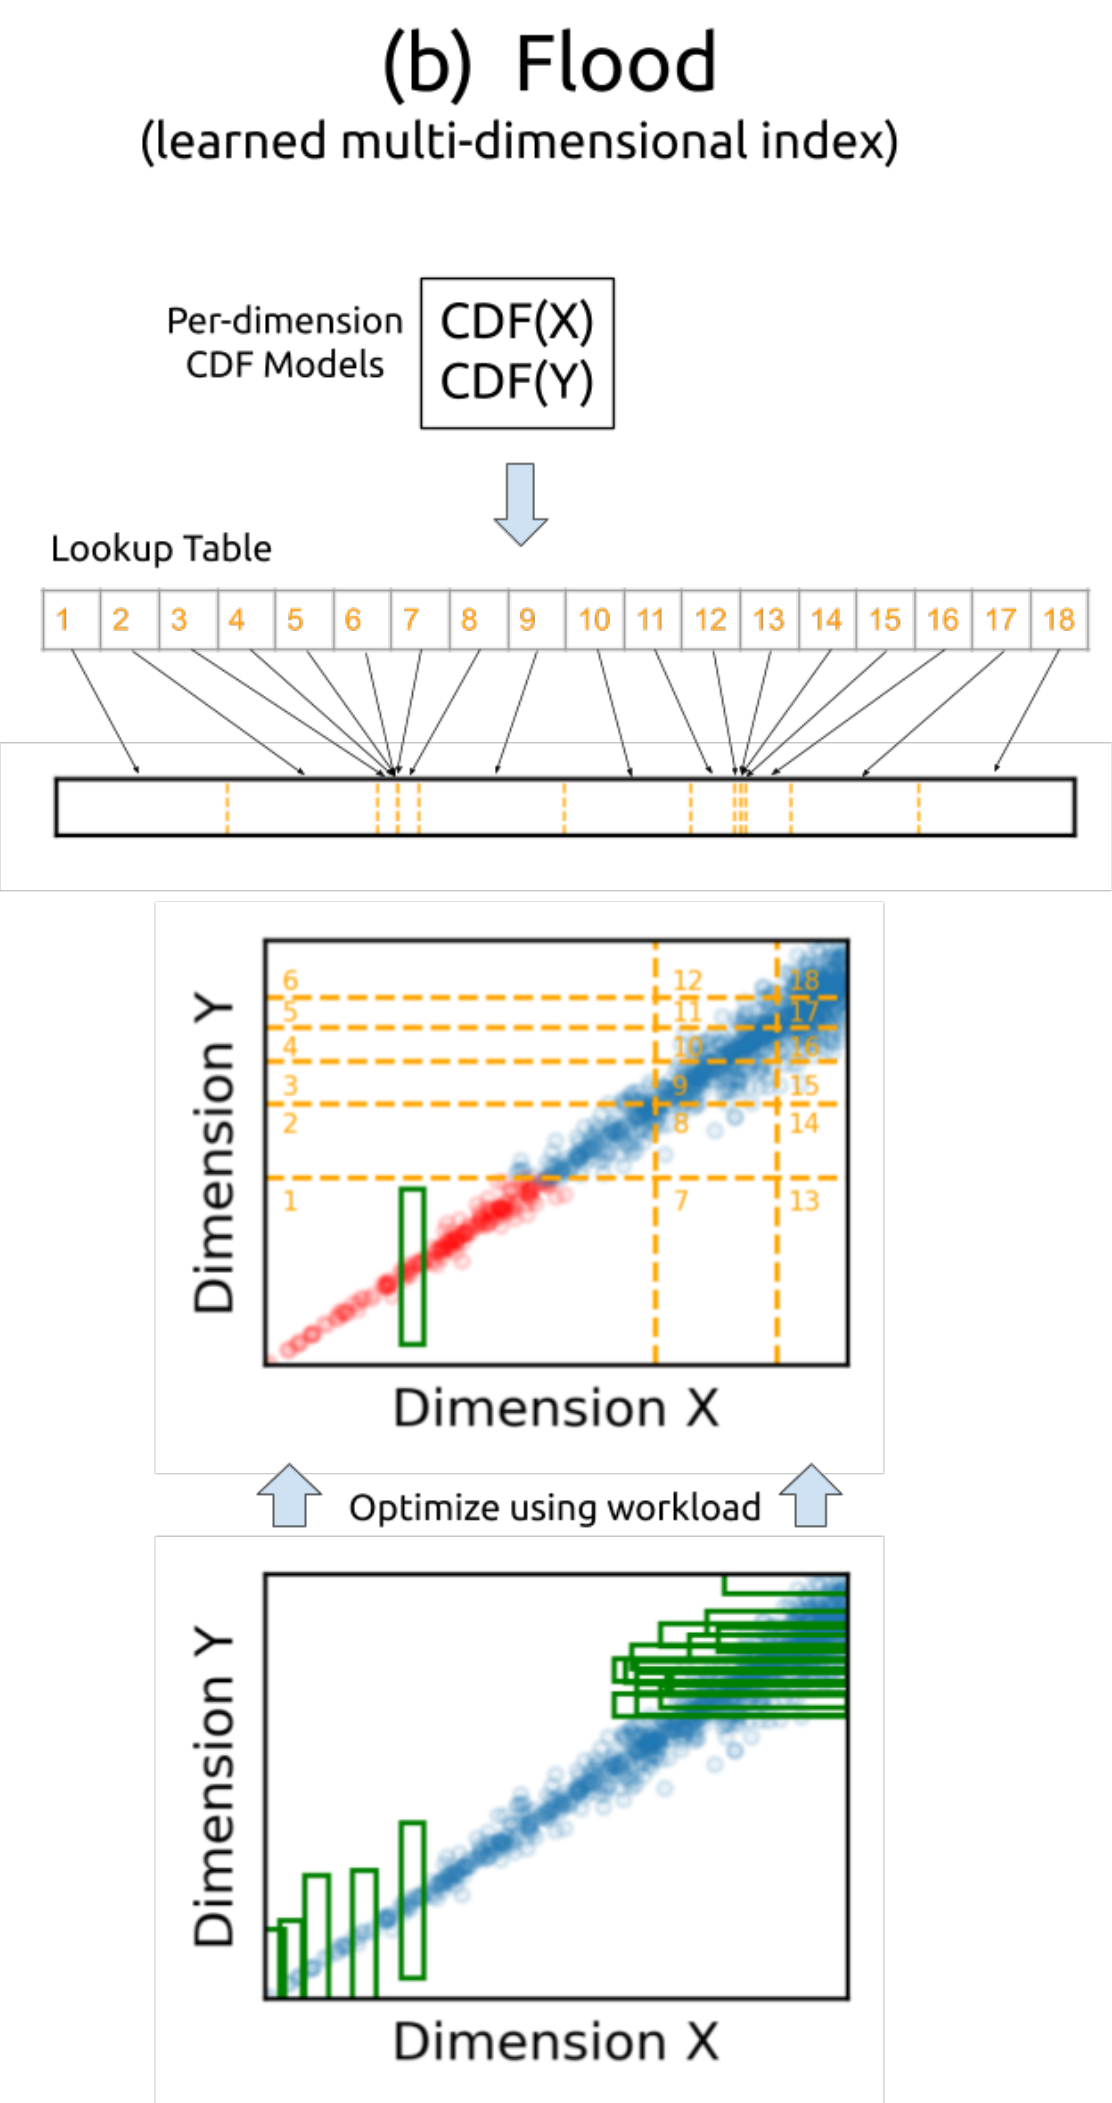 (b) Flood
(learned multi-dimensional index)
Per-dimension
CDF Models
CDF(X)
CDF(Y)
Lookup Table
1 2 3 4 5 6 7 8 9 10 11 12 13 14 15 16 17 18
6 12 18
5 11 17
4 10 16
3 9 15
2 8 14
1 7 13
Dimension Y
Dimension X
Optimize using workload
Dimension Y
Dimension X